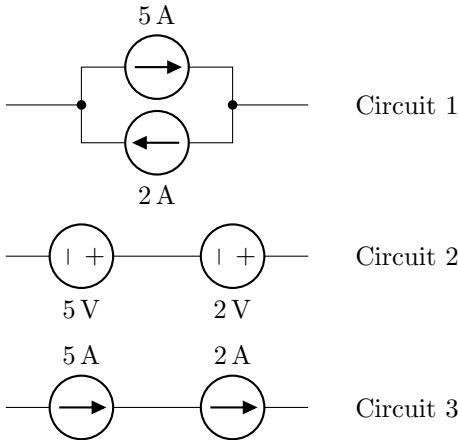 5 A
Circuit 1
2 A
− + − + Circuit 2
5 V 2 V
5 A 2 A
Circuit 3